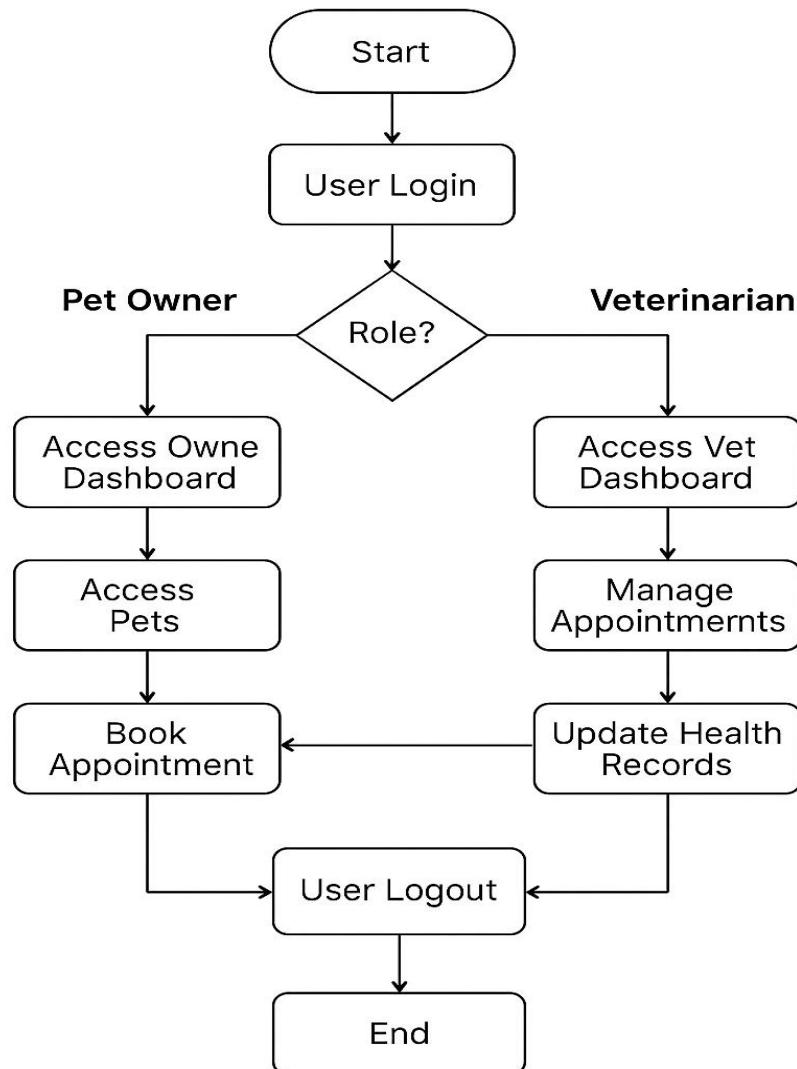 Start
User Login
Pet Owner
Veterinarian
Role?
Access Owne
Dashboard
Access Vet
Dashboard
Access
Pets
Manage
Appointmernts
Book
Appointment
Update Health
Records
User Logout
End